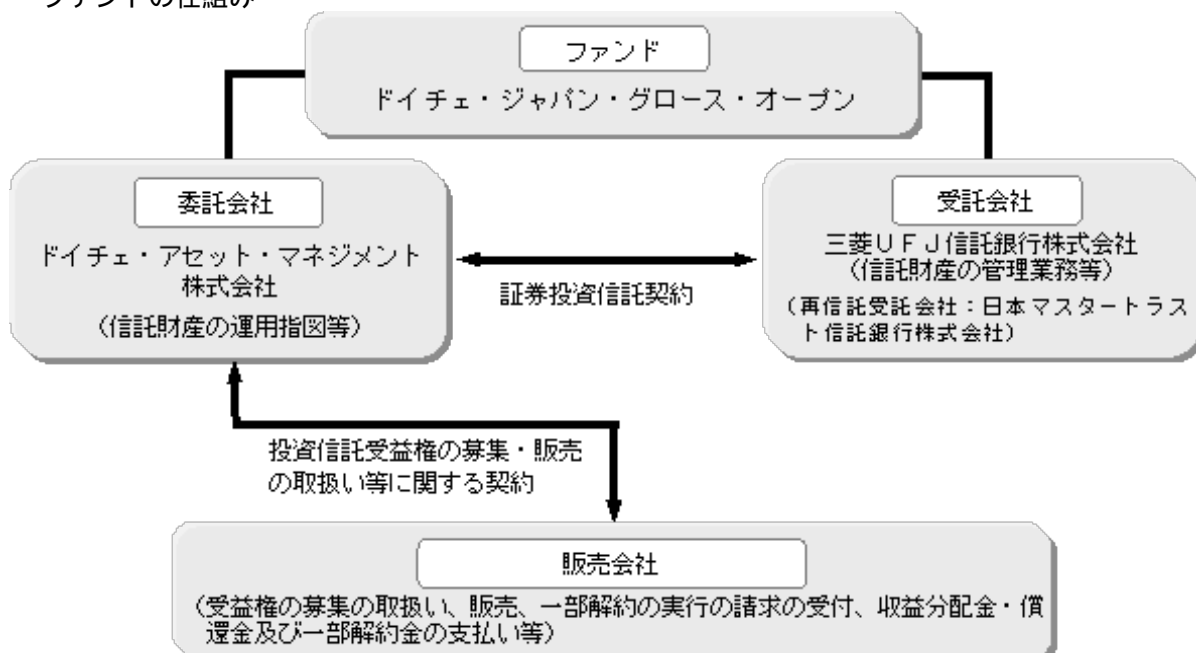 ファンドの仕組み
ファンド
ドイチェ・ジャパン・グロース・オープン
委託会社
ドイチェ・アセット・マネジメント
株式会社
(信託財産の運用指図等)
証券投資信託契約
受託会社
三菱UFJ信託銀行株式会社
(信託財産の管理業務等)
(再信託受託会社:日本マスタートラス
ト信託銀行株式会社)
投資信託受益権の募集・販売
の取扱い等に関する契約
販売会社
(受益権の募集の取扱い、販売、一部解約の実行の請求の受付、収益分配金・償
還金及び一部解約金の支払い等)